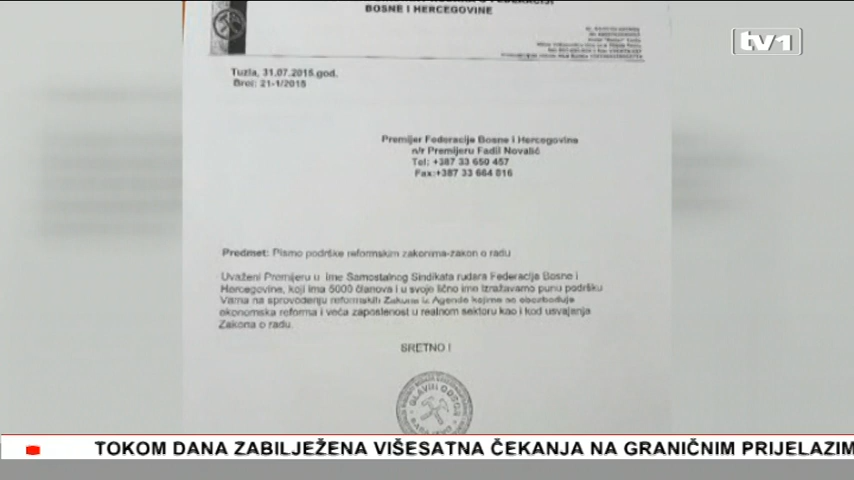 BOSNE I HERCEGOVINE
tv1
Tuzla, 31.07.2015.god.
Broj: 21-1/2015
Premijer Federacije Bosne i Hercegovine
n/r Premijeru Fadil Novalić
Tel: +387 33 650 457
Fax:+387 33 664 816
Predmet: Pismo podrške reformskim zakonima-zakon o radu
Uvaženi Premijeru u ime Samostalnog Sindikata rudara Federacije Bosne i
Hercegovine, koji ima 5000 članova i u svoje lično ime izražavamo punu podršku
Vama na sprovođenju reformskih Zakona iz Agende kojima se obezbeđuje
ekonomska reforma i veća zaposlenost u realnom sektoru kao i kod usvajanja
Zakona o radu.
SRETNO !
GLAVNI ODBOR
TOKOM DANA ZABILJEŽENA VIŠESATNA ČEKANJA NA GRANIČNIM PRIJELAZIM